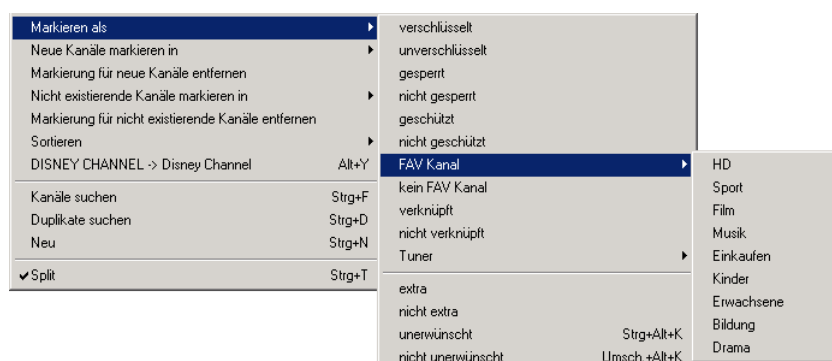 Markieren als
Neue Kanäle markieren in
Markierung für neue Kanäle entfernen
Nicht existierende Kanäle markieren in
Markierung für nicht existierende Kanäle entfernen
Sortieren
DISNEY CHANNEL -> Disney Channel Alt+Y
Kanäle suchen Strg+F
Duplikate suchen Strg+D
Neu Strg+N
Split Strg+T
verschlüsselt
unverschlüsselt
gesperrt
nicht gesperrt
geschützt
nicht geschützt
FAV Kanal
kein FAV Kanal
verknüpft
nicht verknüpft
Tuner
extra
nicht extra
unerwünscht Strg+Alt+K
nicht unerwünscht Umsch.+Alt+K
HD
Sport
Film
Musik
Einkaufen
Kinder
Erwachsene
Bildung
Drama